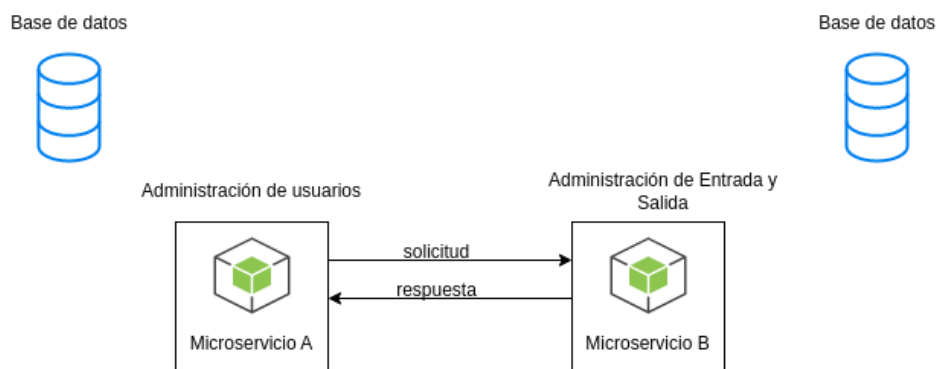 Base de datos
Base de datos
Administración de usuarios
Administración de Entrada y
Salida
solicitud
respuesta
Microservicio A
Microservicio B